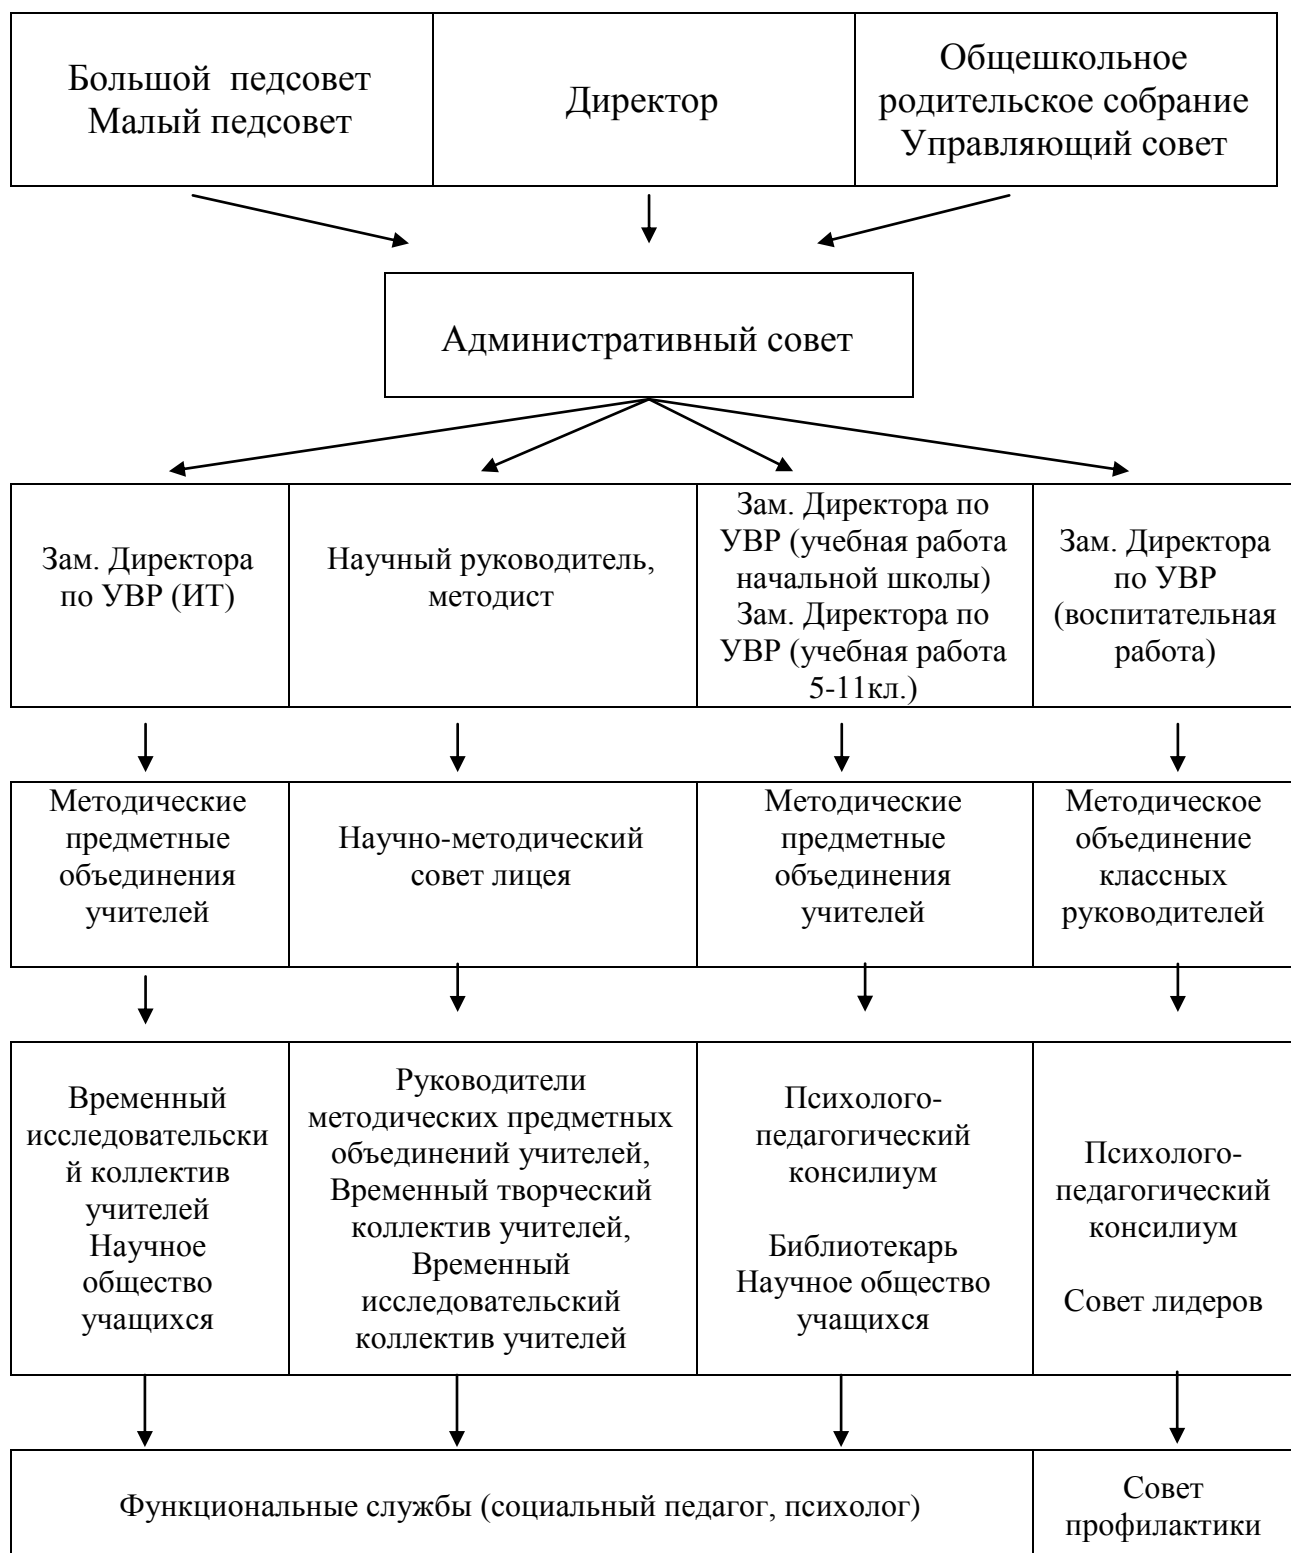 Большой педсовет
Малый педсовет
Директор
Общешкольное
родительское собрание
Управляющий совет
Административный совет
Зам. Директора
по УВР (ИТ)
Научный руководитель,
методист
Зам. Директора по
УВР (учебная работа
начальной школы)
Зам. Директора по
УВР (учебная работа
5-11кл.)
Зам. Директора
по УВР
(воспитательная
работа)
Методические
предметные
объединения
учителей
Научно-методический
совет лицея
Методические
предметные
объединения
учителей
Методическое
объединение
классных
руководителей
Временный
исследовательски
й коллектив
учителей
Научное
общество
учащихся
Руководители
методических предметных
объединений учителей,
Временный творческий
коллектив учителей,
Временный
исследовательский
коллектив учителей
Психолого-
педагогический
консилиум
Библиотекарь
Научное общество
учащихся
Психолого-
педагогический
консилиум
Совет лидеров
Функциональные службы (социальный педагог, психолог)
Совет
профилактики